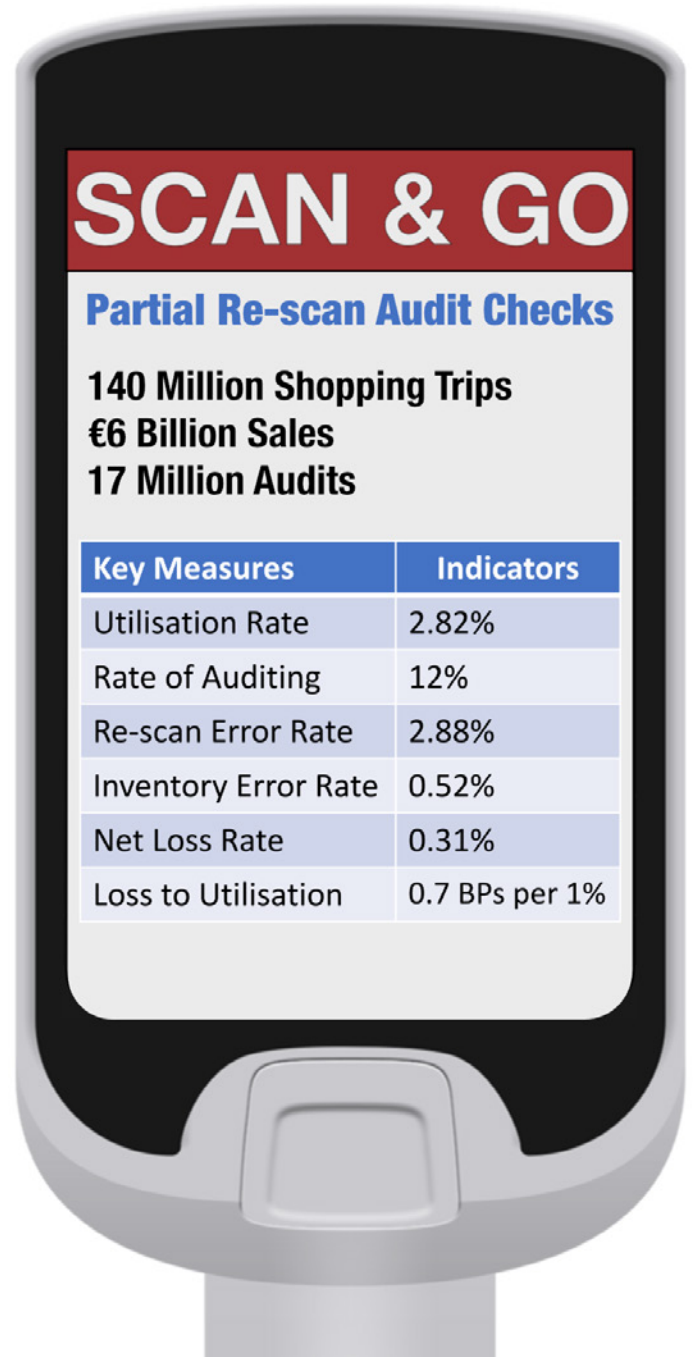 SCAN & GO
Partial Re-scan Audit Checks
140 Million Shopping Trips
€6 Billion Sales
17 Million Audits
Key Measures Indicators
Utilisation Rate 2.82%
Rate of Auditing 12%
Re-scan Error Rate 2.88%
Inventory Error Rate 0.52%
Net Loss Rate 0.31%
Loss to Utilisation 0.7 BPs per 1%